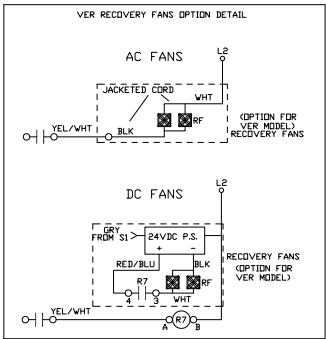 VER RECOVERY FANS OPTION DETAIL
AC FANS
L2
JACKETED CORD
WHT
RF
(OPTION FOR
VER MODEL)
RECOVERY FANS
YEL/WHT
BLK
DC FANS
L2
GRY
FROM S1
24VDC P.S.
+ -
RED/BLU
BLK
RECOVERY FANS
(OPTION FOR
VER MODEL)
R7
RF
4 3
WHT
YEL/WHT
A R7 B